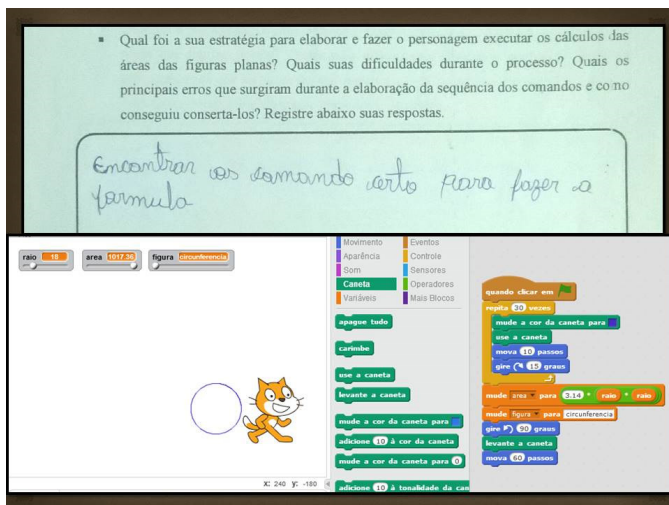 ▪ Qual foi a sua estratégia para elaborar e fazer o personagem executar os cálculos das
áreas das figuras planas? Quais suas dificuldades durante o processo? Quais os
principais erros que surgiram durante a elaboração da sequência dos comandos e como
conseguiu conserta-los? Registre abaixo suas respostas.
Encontrar os comando certo para fazer a
formula
raio 18 area 1017.36 figura circunferencia
Movimento Eventos
Aparência Controle
Som Sensores
Caneta Operadores
Variáveis Mais Blocos
apague tudo
carimbe
use a caneta
levante a caneta
mude a cor da caneta para
adicione 10 à cor da caneta
mude a cor da caneta para 0
adicione 10 à tonalidade da can
X: 240 y: -180
quando clicar em
repita 30 vezes
mude a cor da caneta para
use a caneta
mova 10 passos
gire 15 graus
mude area para 3.14 * raio * raio
mude figura para circunferencia
gire 90 graus
levante a caneta
mova 60 passos